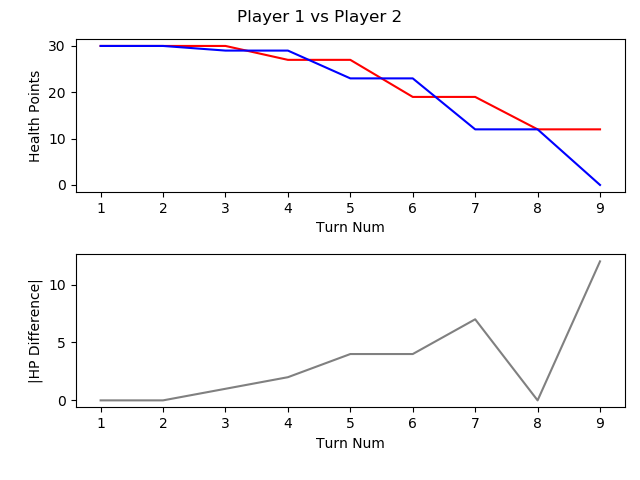 Player 1 vs Player 2
30
20
10
0
Health Points
1 2 3 4 5 6 7 8 9
Turn Num
10
5
0
|HP Difference|
1 2 3 4 5 6 7 8 9
Turn Num